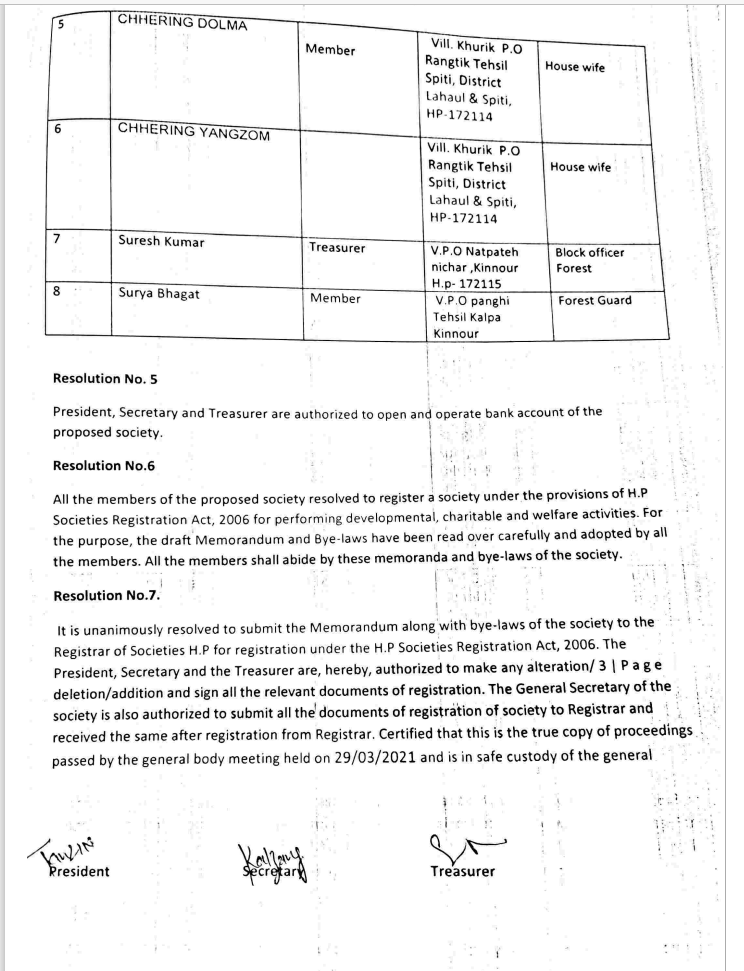 5 CHHERING DOLMA Member Vill. Khurik P.O
Rangtik Tehsil
Spiti, District
Lahaul & Spiti,
HP-172114 House wife
6 CHHERING YANGZOM Vill. Khurik P.O
Rangtik Tehsil
Spiti, District
Lahaul & Spiti,
HP-172114 House wife
7 Suresh Kumar Treasurer V.P.O Natpateh
nichar ,Kinnour
H.p- 172115 Block officer
Forest
8 Surya Bhagat Member V.P.O panghi
Tehsil Kalpa
Kinnour Forest Guard
Resolution No. 5
President, Secretary and Treasurer are authorized to open and operate bank account of the
proposed society.
Resolution No.6
All the members of the proposed society resolved to register a society under the provisions of H.P
Societies Registration Act, 2006 for performing developmental, charitable and welfare activities. For
the purpose, the draft Memorandum and Bye-laws have been read over carefully and adopted by all
the members. All the members shall abide by these memoranda and bye-laws of the society.
Resolution No.7.
It is unanimously resolved to submit the Memorandum along with bye-laws of the society to the
Registrar of Societies H.P for registration under the H.P Societies Registration Act, 2006. The
President, Secretary and the Treasurer are, hereby, authorized to make any alteration/ 3 | P a g e
deletion/addition and sign all the relevant documents of registration. The General Secretary of the
society is also authorized to submit all the documents of registration of society to Registrar and
received the same after registration from Registrar. Certified that this is the true copy of proceedings
passed by the general body meeting held on 29/03/2021 and is in safe custody of the general
President Secretary Treasurer